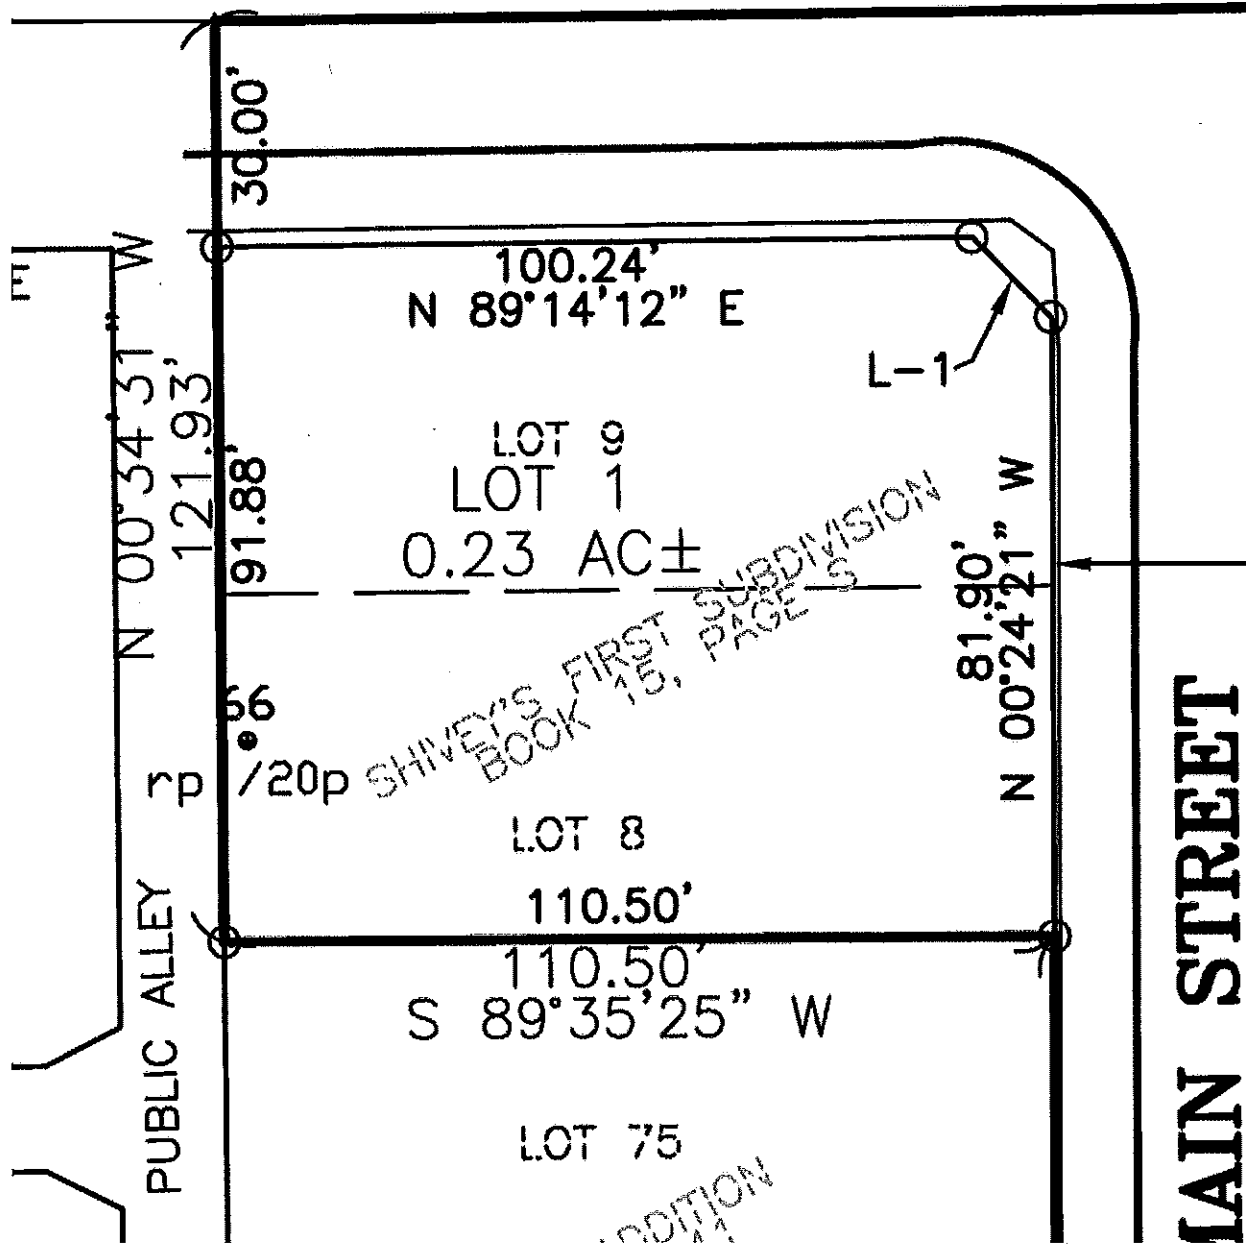 30.00'
E
100.24'
N 89°14'12" E
L-1
N 00°34'31" W
121.93'
91.88'
LOT 9
LOT 1
0.23 AC±
SHIVEY'S FIRST SUBDIVISION
BOOK 15, PAGE 5
81.90'
N 00°24'21" W
66
/20p
LOT 8
110.50'
110.50'
S 89°35'25" W
PUBLIC ALLEY
LOT 75
ADDITION
MAIN STREET